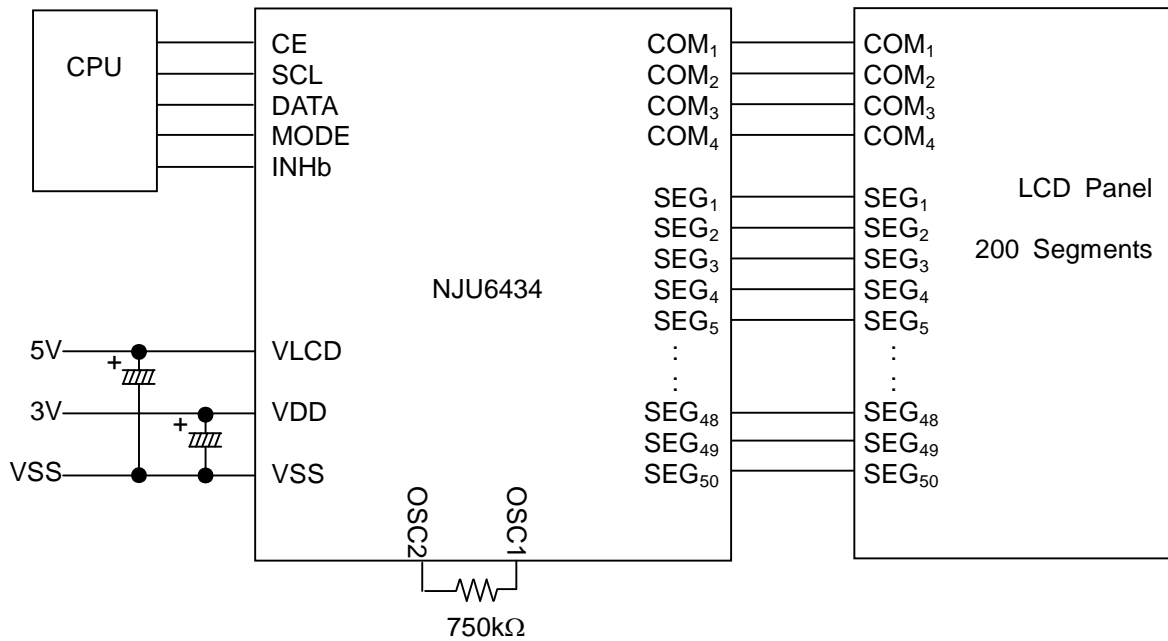 CPU
CE
SCL
DATA
MODE
INHb
5V
VLCD
3V
VDD
VSS
VSS
NJU6434
OSC2
OSC1
750kΩ
COM₁
COM₂
COM₃
COM₄
SEG₁
SEG₂
SEG₃
SEG₄
SEG₅
:
:
SEG₄₈
SEG₄₉
SEG₅₀
COM₁
COM₂
COM₃
COM₄
SEG₁
SEG₂
SEG₃
SEG₄
SEG₅
:
:
SEG₄₈
SEG₄₉
SEG₅₀
LCD Panel
200 Segments
+
+